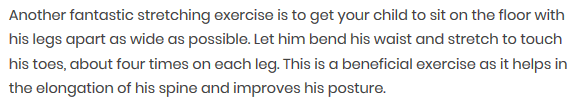 Another fantastic stretching exercise is to get your child to sit on the floor with
his legs apart as wide as possible. Let him bend his waist and stretch to touch
his toes, about four times on each leg. This is a beneficial exercise as it helps in
the elongation of his spine and improves his posture.